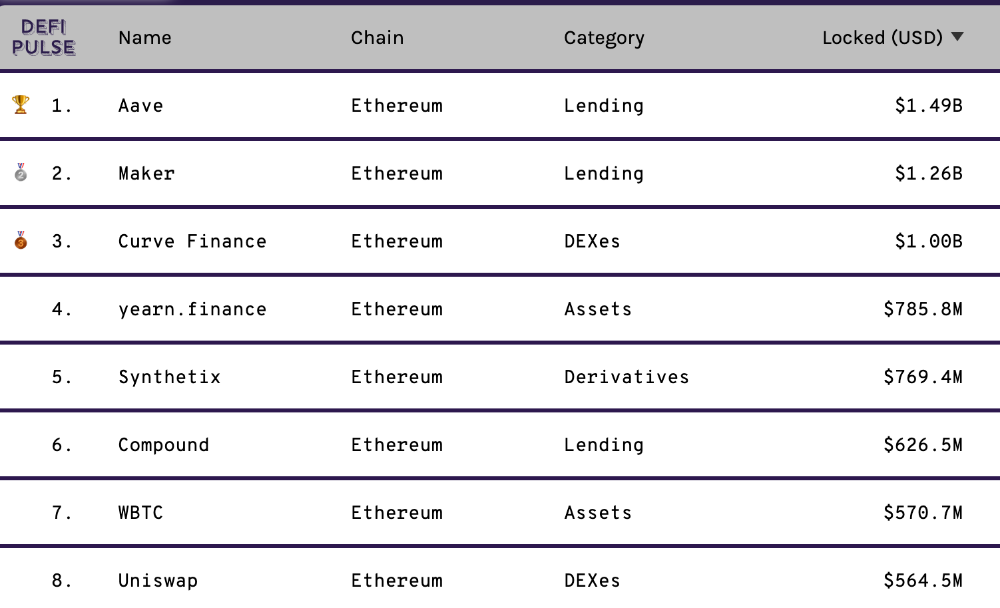 DEFI PULSE Name Chain Category Locked (USD) ▼
1. Aave Ethereum Lending $1.49B
2. Maker Ethereum Lending $1.26B
3. Curve Finance Ethereum DEXes $1.00B
4. yearn.finance Ethereum Assets $785.8M
5. Synthetix Ethereum Derivatives $769.4M
6. Compound Ethereum Lending $626.5M
7. WBTC Ethereum Assets $570.7M
8. Uniswap Ethereum DEXes $564.5M